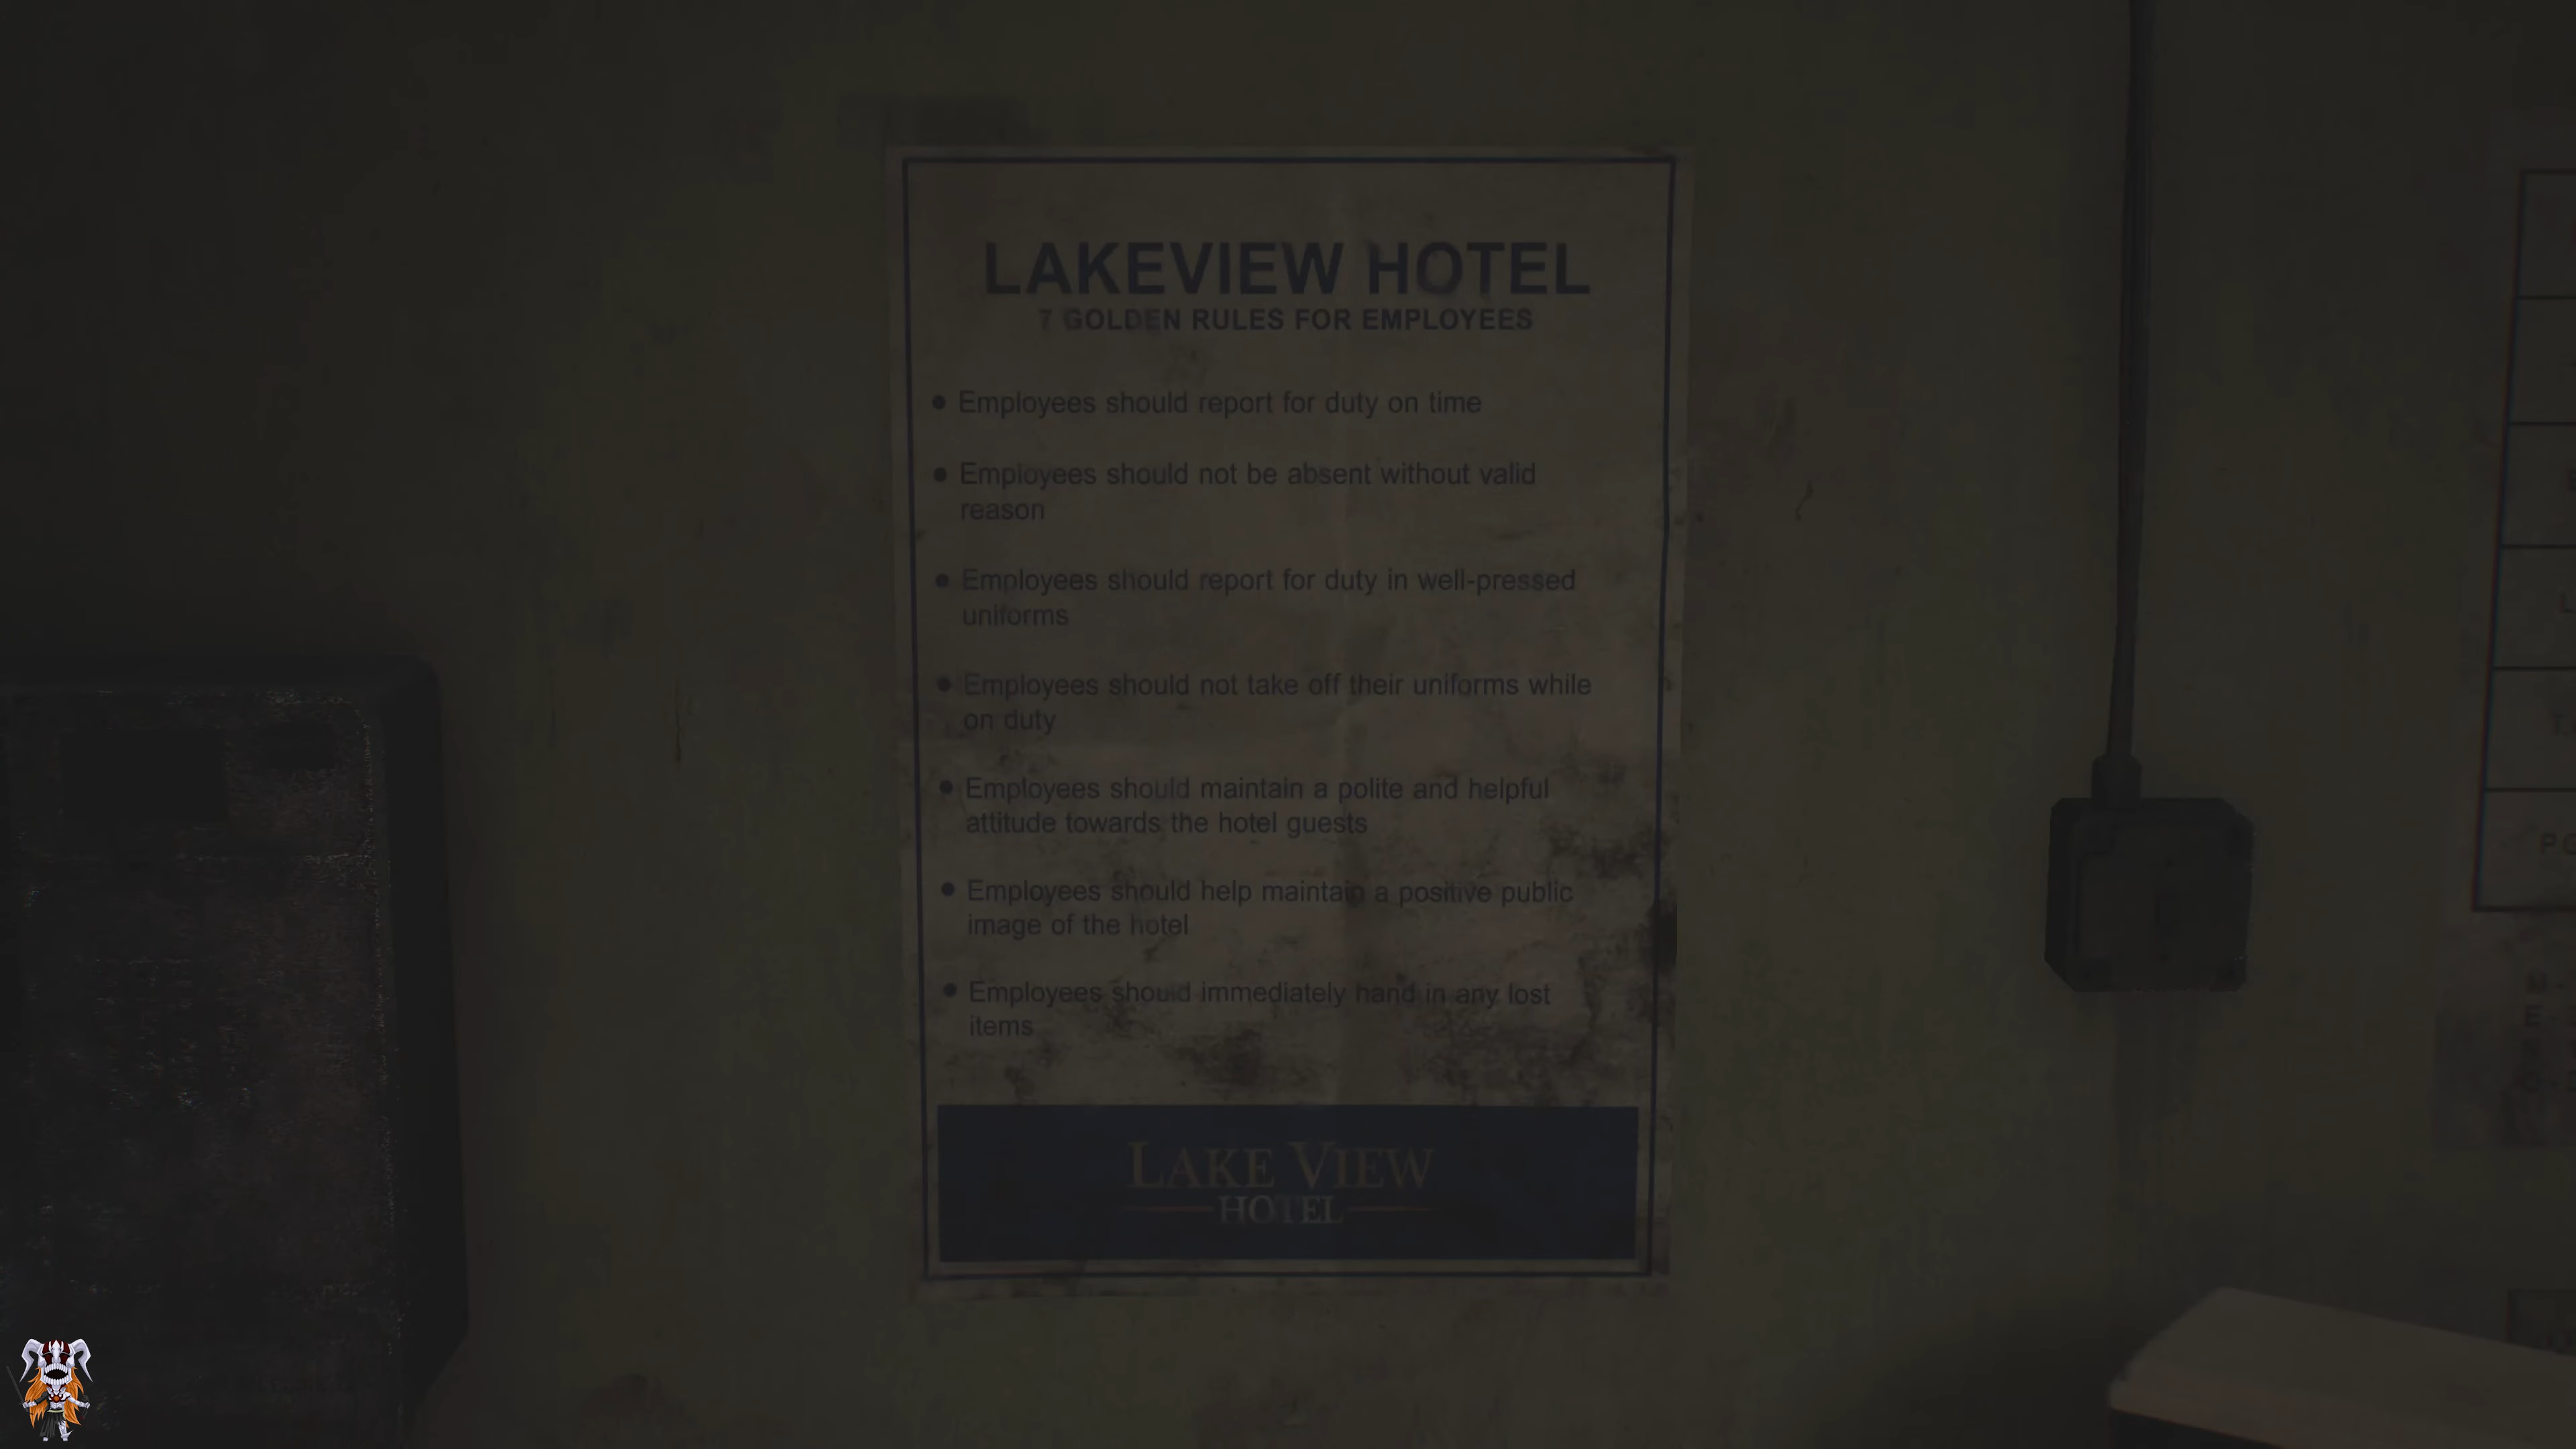 LAKEVIEW HOTEL
7 GOLDEN RULES FOR EMPLOYEES
● Employees should report for duty on time
● Employees should not be absent without valid
reason
● Employees should report for duty in well-pressed
uniforms
● Employees should not take off their uniforms while
on duty
● Employees should maintain a polite and helpful
attitude towards the hotel guests
● Employees should help maintain a positive public
image of the hotel
● Employees should immediately hand in any lost
items
LAKE VIEW
HOTEL